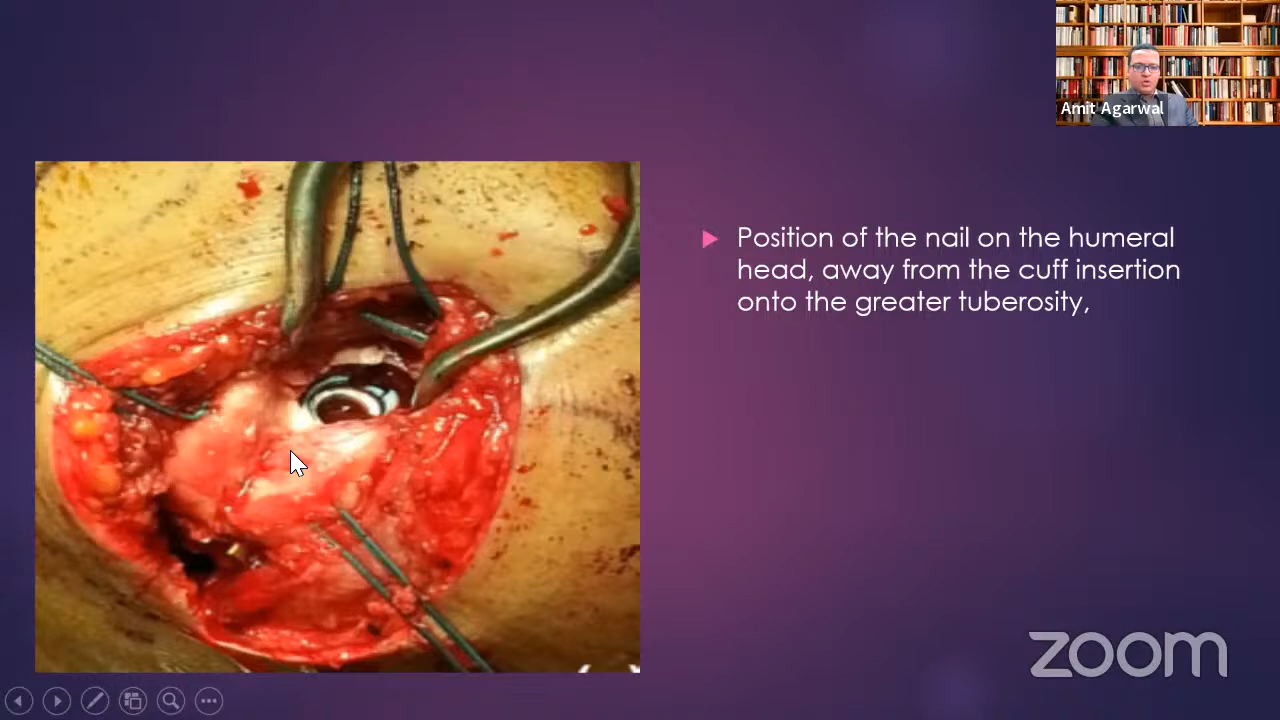 Amit Agarwal
Position of the nail on the humeral
head, away from the cuff insertion
onto the greater tuberosity,
zoom